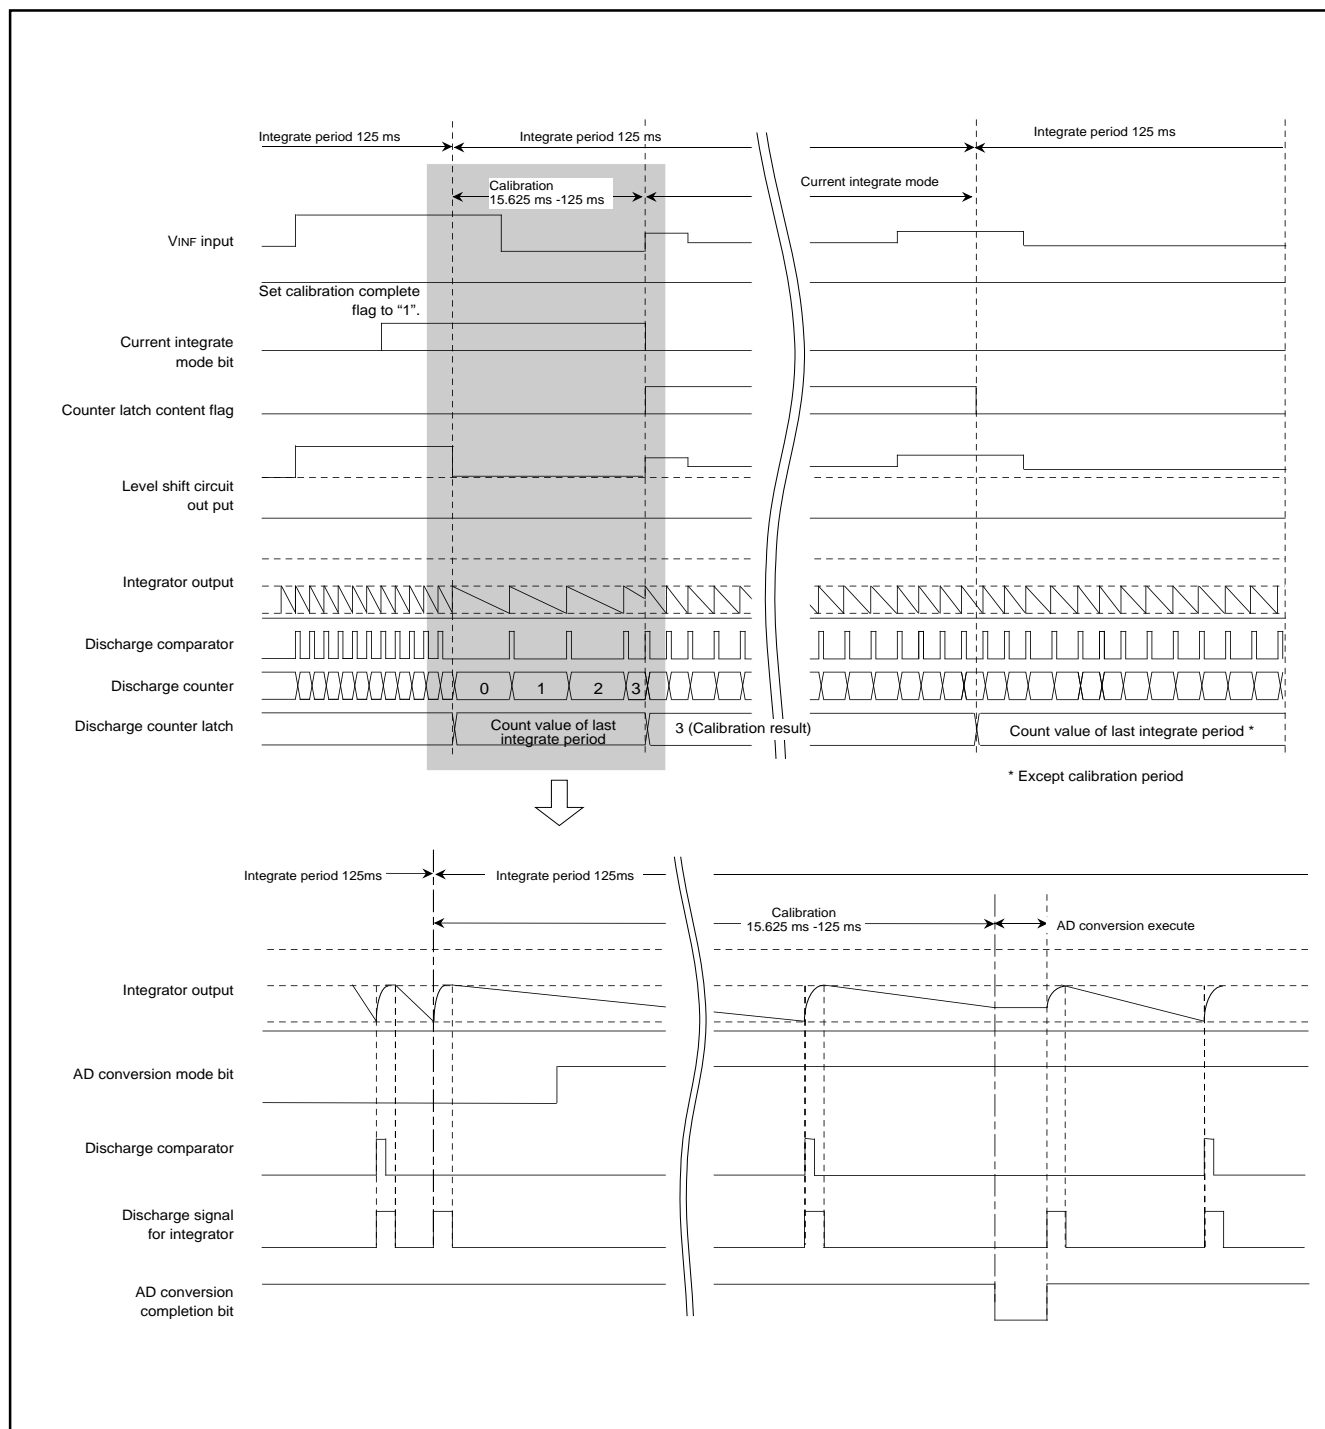 Integrate period 125 ms
Integrate period 125 ms
Integrate period 125 ms
Calibration
15.625 ms -125 ms
Current integrate mode
VINF input
Set calibration complete
flag to “1”.
Current integrate
mode bit
Counter latch content flag
Level shift circuit
out put
Integrator output
Discharge comparator
Discharge counter
0
1
2
3
Discharge counter latch
Count value of last
integrate period
3 (Calibration result)
Count value of last integrate period *
* Except calibration period
Integrate period 125ms
Integrate period 125ms
Calibration
15.625 ms -125 ms
AD conversion execute
Integrator output
AD conversion mode bit
Discharge comparator
Discharge signal
for integrator
AD conversion
completion bit